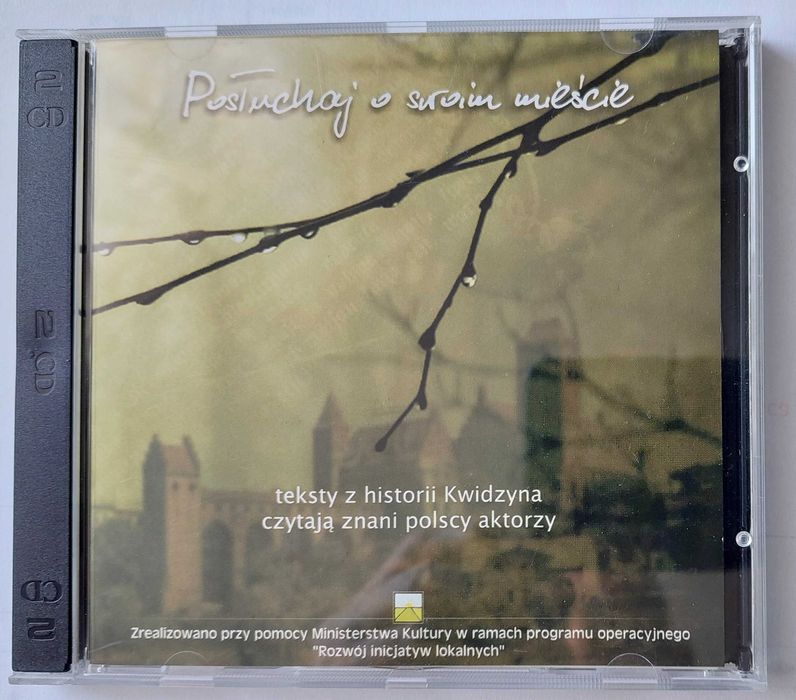 Posłuchaj o swoim mieście
teksty z historii Kwidzyna
czytają znani polscy aktorzy
Zrealizowano przy pomocy Ministerstwa Kultury w ramach programu operacyjnego
"Rozwój inicjatyw lokalnych"
2 CD
2 CD
2 CD